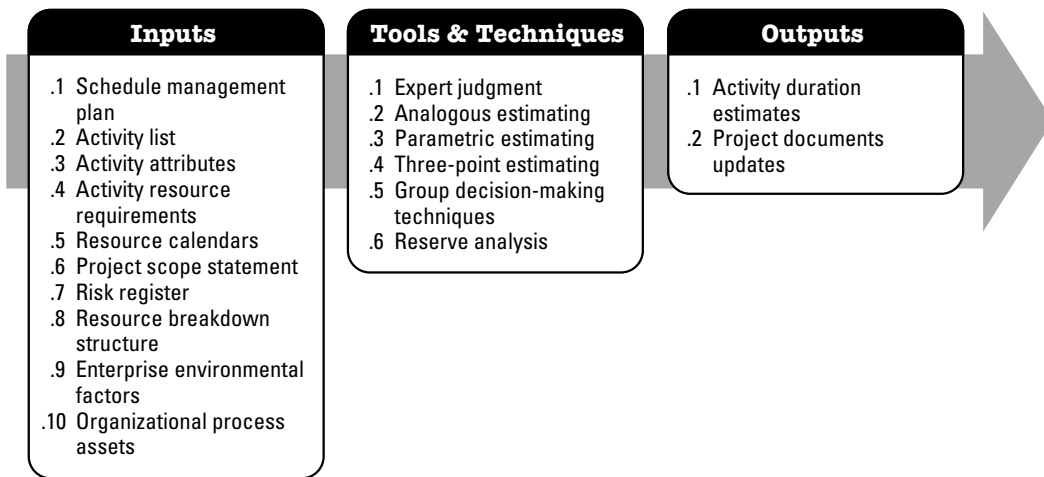 Inputs
.1 Schedule management
plan
.2 Activity list
.3 Activity attributes
.4 Activity resource
requirements
.5 Resource calendars
.6 Project scope statement
.7 Risk register
.8 Resource breakdown
structure
.9 Enterprise environmental
factors
.10 Organizational process
assets
Tools & Techniques
.1 Expert judgment
.2 Analogous estimating
.3 Parametric estimating
.4 Three-point estimating
.5 Group decision-making
techniques
.6 Reserve analysis
Outputs
.1 Activity duration
estimates
.2 Project documents
updates